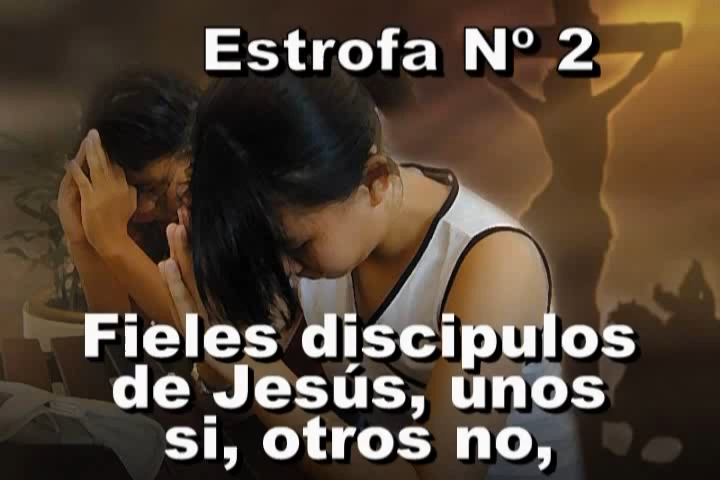 Estrofa Nº 2
Fieles discipulos
de Jesús, unos
si, otros no,